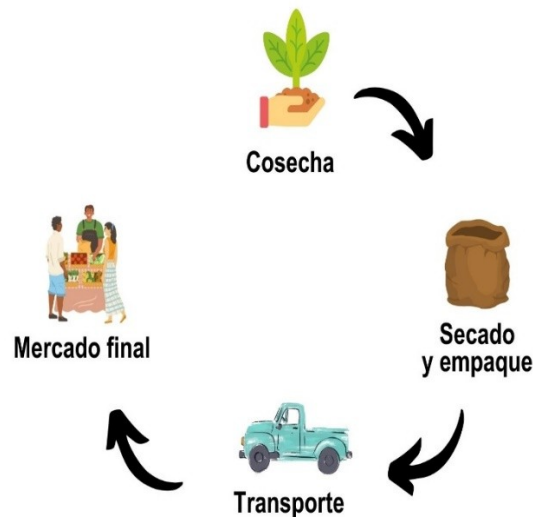 Cosecha
Secado
y empaque
Transporte
Mercado final